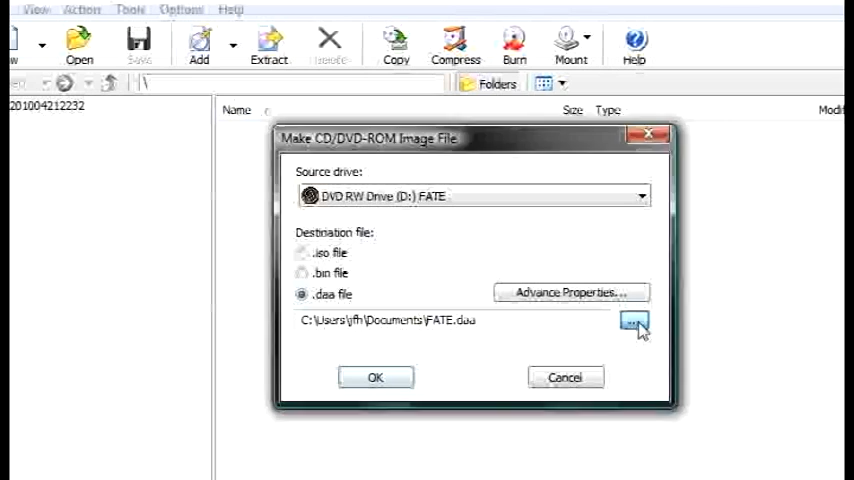 View Action Tools Options Help
Open Save Add Extract Copy Compress Burn Mount Help
\ Folders
201004212232
Name Size Type
Make CD/DVD-ROM Image File
Source drive:
DVD RW Drive (D:) FATE
Destination file:
.iso file
.bin file
.daa file
Advance Properties...
C:\Users\jfh\Documents\FATE.daa
...
OK Cancel